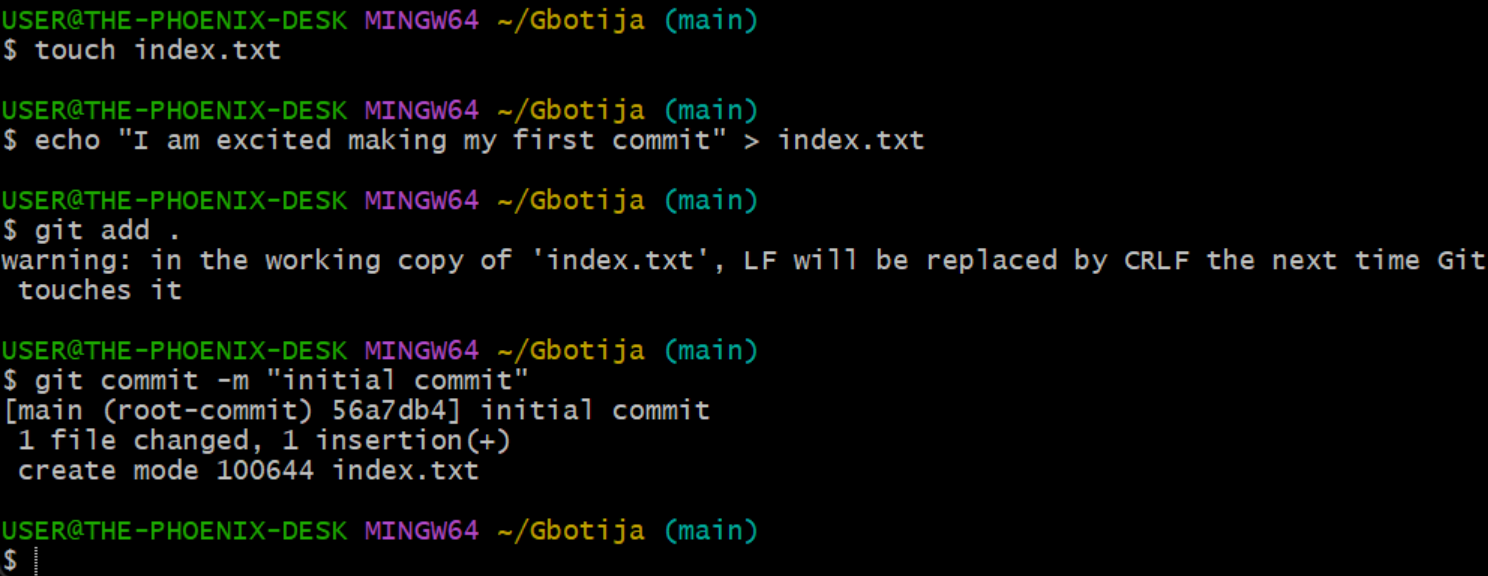 USER@THE-PHOENIX-DESK MINGW64 ~/Gbotija (main)
$ touch index.txt
USER@THE-PHOENIX-DESK MINGW64 ~/Gbotija (main)
$ echo "I am excited making my first commit" > index.txt
USER@THE-PHOENIX-DESK MINGW64 ~/Gbotija (main)
$ git add .
warning: in the working copy of 'index.txt', LF will be replaced by CRLF the next time Git
 touches it
USER@THE-PHOENIX-DESK MINGW64 ~/Gbotija (main)
$ git commit -m "initial commit"
[main (root-commit) 56a7db4] initial commit
 1 file changed, 1 insertion(+)
 create mode 100644 index.txt
USER@THE-PHOENIX-DESK MINGW64 ~/Gbotija (main)
$